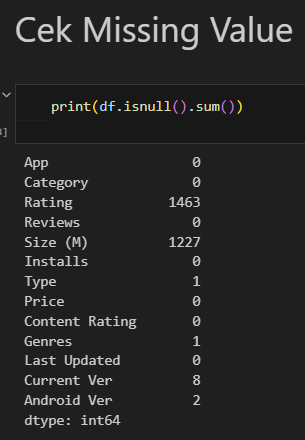 Cek Missing Value
print(df.isnull().sum())
App 0
Category 0
Rating 1463
Reviews 0
Size (M) 1227
Installs 0
Type 1
Price 0
Content Rating 0
Genres 1
Last Updated 0
Current Ver 8
Android Ver 2
dtype: int64